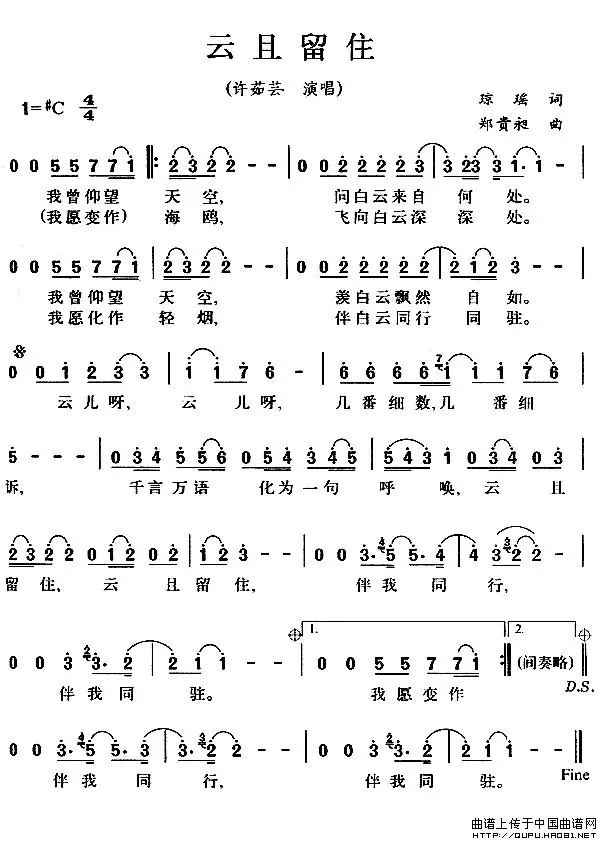 云且留住
(许茹芸 演唱)
1=#C 4/4
琼瑶 词
郑贵昶 曲
0 0 5 5 7 7 7 1 2 3 2 2 - - 0 0 2 2 2 2 2 3 2 3 3 1. 1 -
我曾仰望 天空, 问白云来自 何处。
(我愿变作) 海鸥, 飞向白云深 深处。
0 0 5 5 7 7 7 1 2 3 2 2 - - 0 0 2 2 2 2 2 2 1 2 3 - -
我曾仰望 天空, 羡白云飘然 自如。
我愿化作 轻烟, 伴白云同行 同驻。
0 0 1 2 3 3 1 1 7 6 - 6 6 6 6 7 1 1 1 7 6
云儿呀, 云儿呀, 几番细数,几 番细
5 - - 0 3 4 5 5 6 0 5 4 3 4 5 5 4 3 1 0 3 4 0 3
诉, 千言万语 化为一句 呼 唤, 云且
2 3 2 2 0 1 2 0 2 1 2 3 - - 0 0 3. 4 5 5. 4 4 3 3 2 2 -
留住, 云 且留住, 伴我同 行,
1. 2.
0 0 3 2 3. 2 2 1 1 - - 0 0 5 5 7 7 1 (间奏略)
伴我同 驻。 我愿变作
D.S.
0 0 3. 4 5 5. 3 3 4 2 2 - - 0 0 3. 2 3 3. 2 2 1 1 - -
伴我 同 行, 伴我同 驻。
Fine
曲谱上传于中国曲谱网
www.QUPU.HAO81.NET